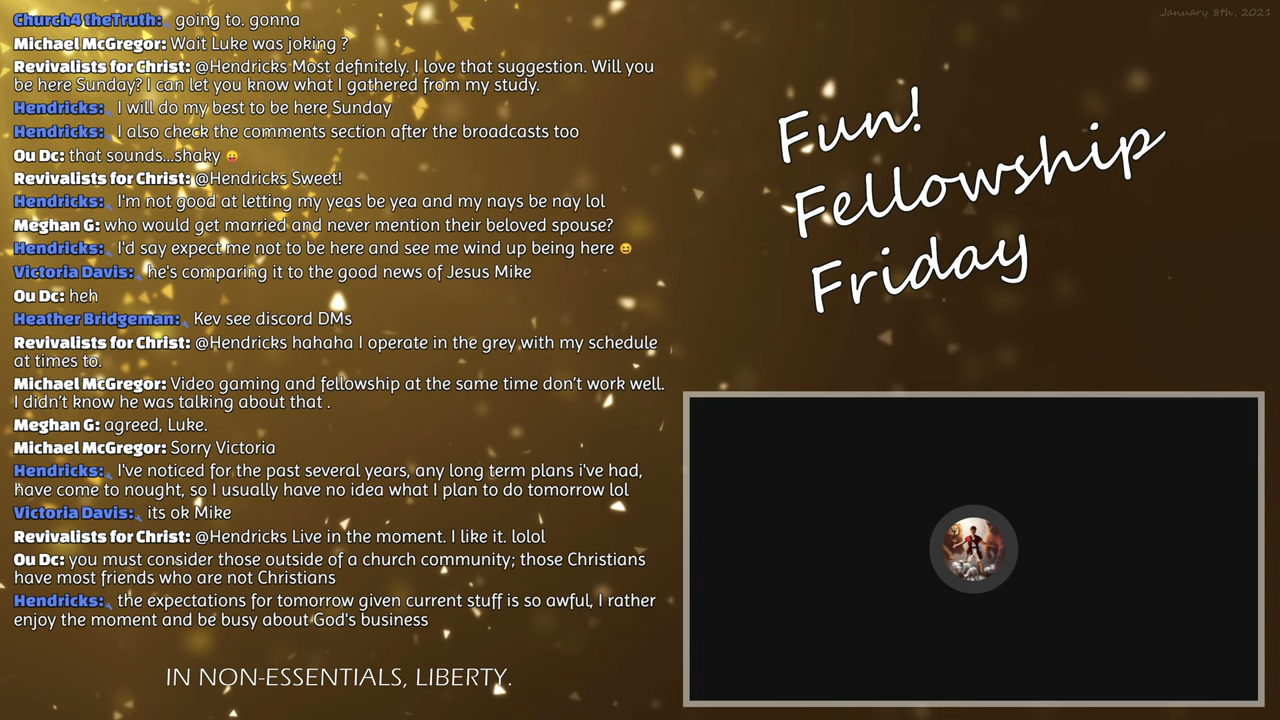 Church4 theTruth: going to. gonna
Michael McGregor: Wait Luke was joking ?
Revivalists for Christ: @Hendricks Most definitely. I love that suggestion. Will you
be here Sunday? I can let you know what I gathered from my study.
Hendricks: I will do my best to be here Sunday
Hendricks: I also check the comments section after the broadcasts too
Ou Dc: that sounds...shaky 😛
Revivalists for Christ: @Hendricks Sweet!
Hendricks: I'm not good at letting my yeas be yea and my nays be nay lol
Meghan G: who would get married and never mention their beloved spouse?
Hendricks: I'd say expect me not to be here and see me wind up being here 😄
Victoria Davis: he's comparing it to the good news of Jesus Mike
Ou Dc: heh
Heather Bridgeman: Kev see discord DMs
Revivalists for Christ: @Hendricks hahaha I operate in the grey with my schedule
at times to.
Michael McGregor: Video gaming and fellowship at the same time don't work well.
I didn't know he was talking about that .
Meghan G: agreed, Luke.
Michael McGregor: Sorry Victoria
Hendricks: I've noticed for the past several years, any long term plans i've had,
have come to nought, so I usually have no idea what I plan to do tomorrow lol
Victoria Davis: its ok Mike
Revivalists for Christ: @Hendricks Live in the moment. I like it. lolol
Ou Dc: you must consider those outside of a church community; those Christians
have most friends who are not Christians
Hendricks: the expectations for tomorrow given current stuff is so awful, I rather
enjoy the moment and be busy about God's business
IN NON-ESSENTIALS, LIBERTY.
January 8th, 2021
Fun!
Fellowship
Friday